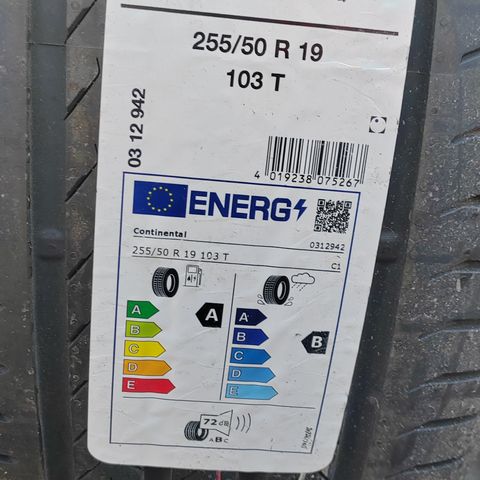 255/50 R 19
103 T
03 12 942
4 019238 075267
ENERG
Continental
0312942
255/50 R 19 103 T
C1
A
B
C
D
E
A
A
B
C
D
E
B
72 dB
A B C